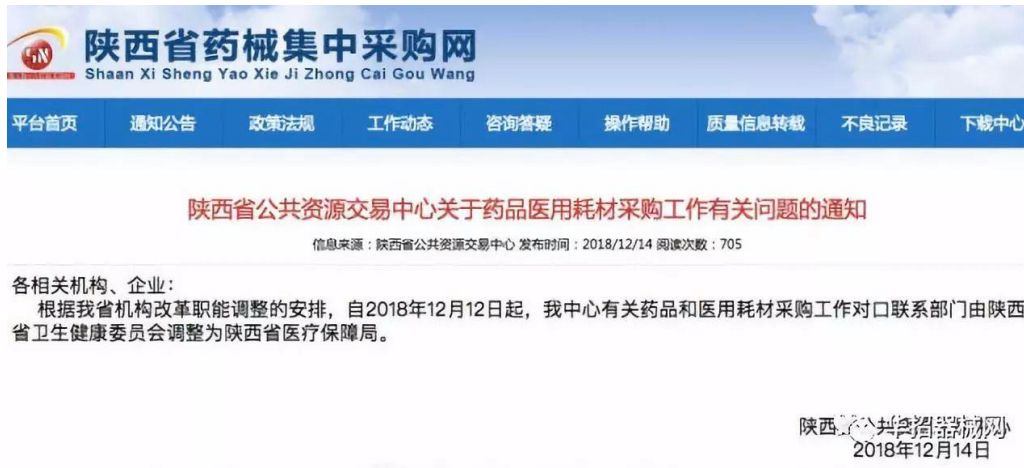 陕西省药械集中采购网
Shaan Xi Sheng Yao Xie Ji Zhong Cai Gou Wang
平台首页 通知公告 政策法规 工作动态 咨询答疑 操作帮助 质量信息转载 不良记录 下载中心
陕西省公共资源交易中心关于药品医用耗材采购工作有关问题的通知
信息来源：陕西省公共资源交易中心 发布时间：2018/12/14 阅读次数：705
各相关机构、企业：
根据我省机构改革职能调整的安排，自2018年12月12日起，我中心有关药品和医用耗材采购工作对口联系部门由陕西
省卫生健康委员会调整为陕西省医疗保障局。
陕西 公共
器械网
2018年12月14日